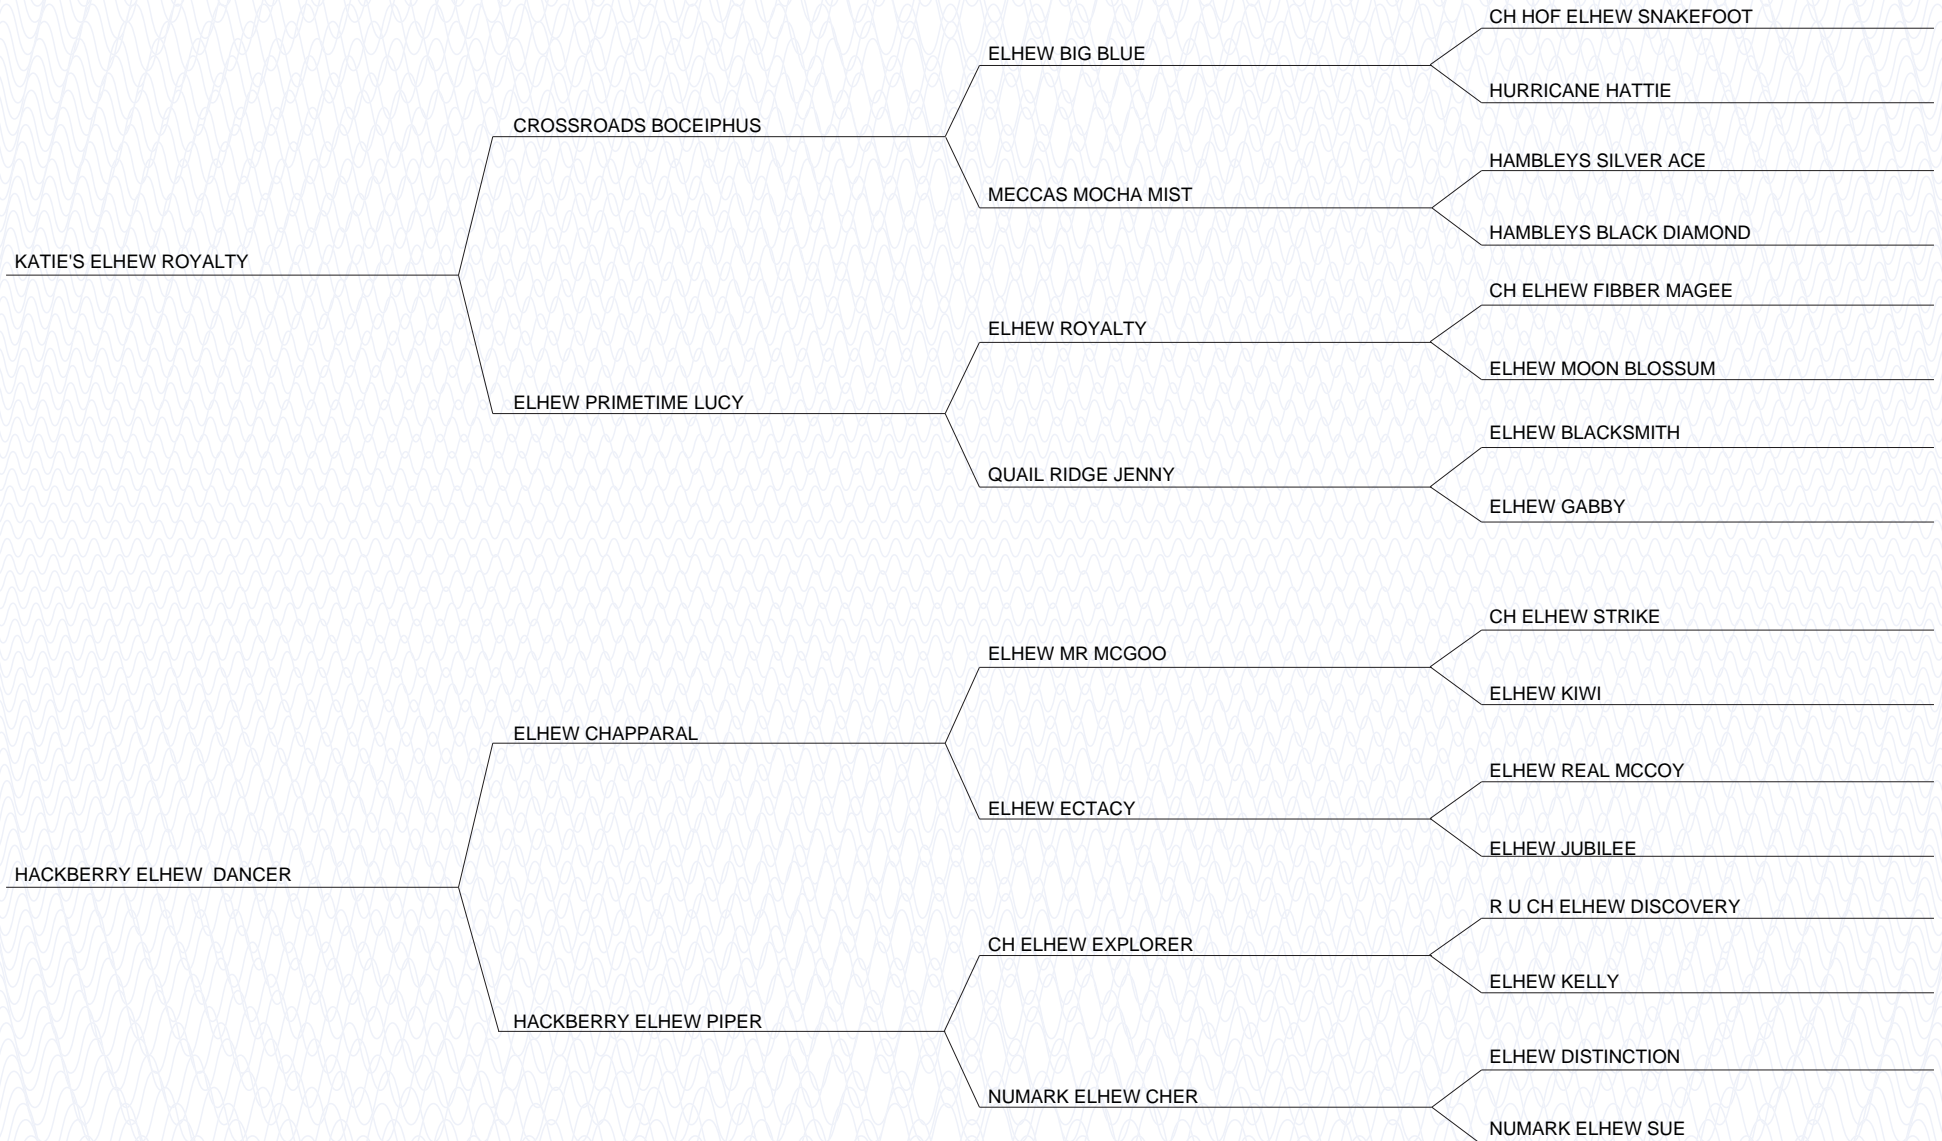 CH HOF ELHEW SNAKEFOOT
ELHEW BIG BLUE
HURRICANE HATTIE
CROSSROADS BOCEIPHUS
HAMBLEYS SILVER ACE
MECCAS MOCHA MIST
HAMBLEYS BLACK DIAMOND
KATIE'S ELHEW ROYALTY
CH ELHEW FIBBER MAGEE
ELHEW ROYALTY
ELHEW MOON BLOSSUM
ELHEW PRIMETIME LUCY
ELHEW BLACKSMITH
QUAIL RIDGE JENNY
ELHEW GABBY
CH ELHEW STRIKE
ELHEW MR MCGOO
ELHEW KIWI
ELHEW CHAPPARAL
ELHEW REAL MCCOY
ELHEW ECTACY
ELHEW JUBILEE
HACKBERRY ELHEW  DANCER
R U CH ELHEW DISCOVERY
CH ELHEW EXPLORER
ELHEW KELLY
HACKBERRY ELHEW PIPER
ELHEW DISTINCTION
NUMARK ELHEW CHER
NUMARK ELHEW SUE